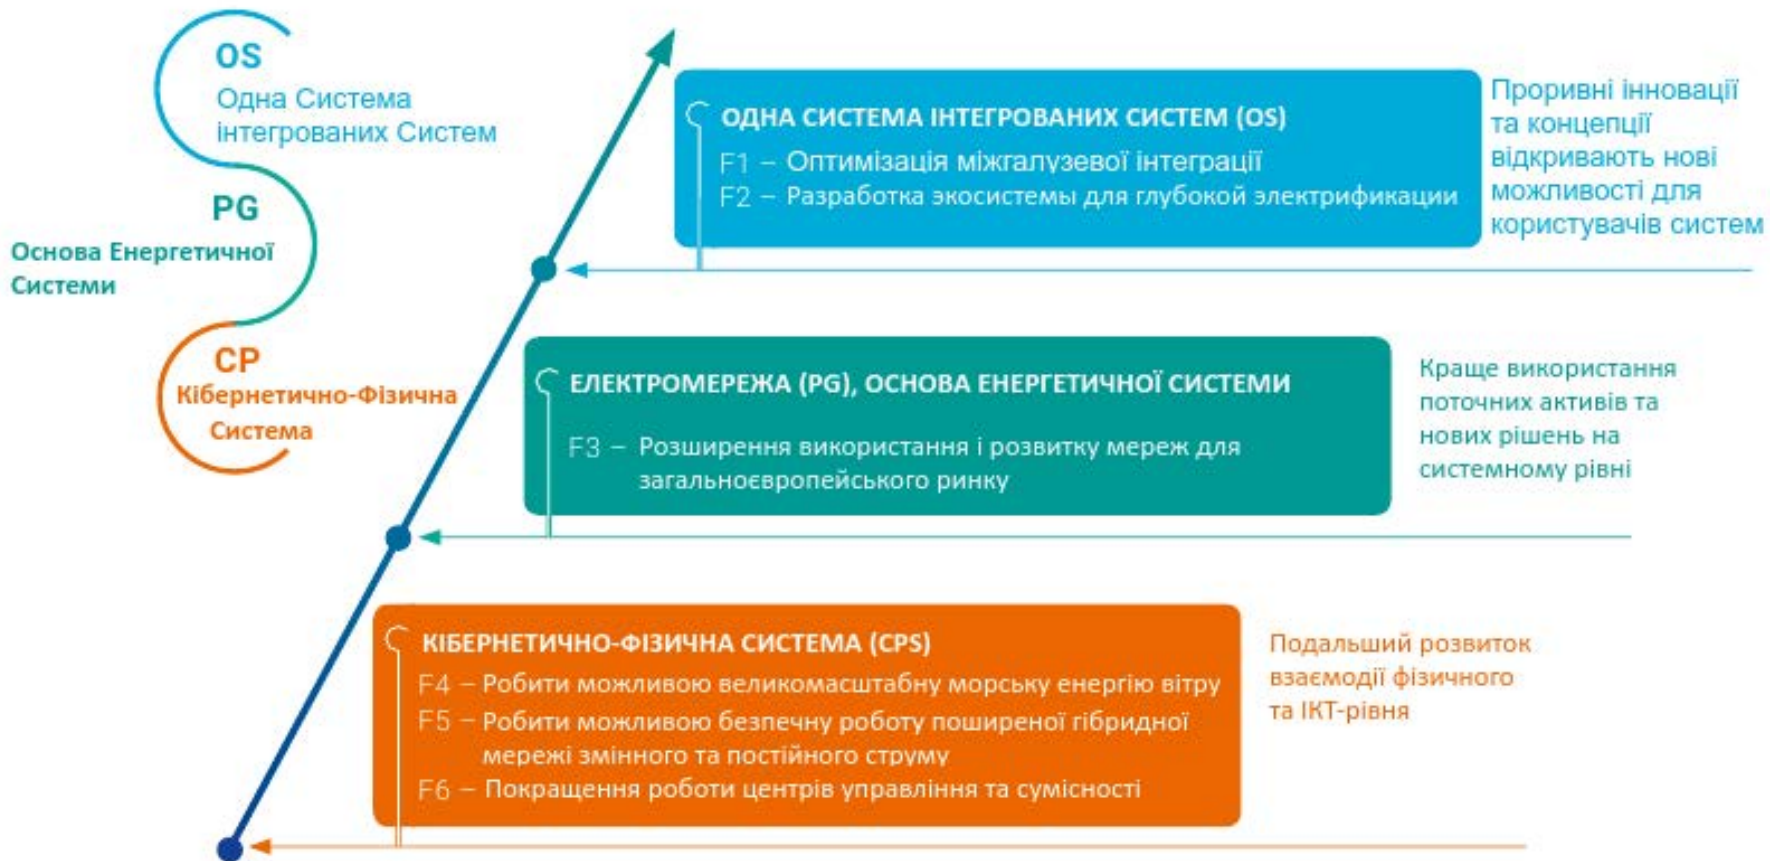 OS
Одна Система
інтегрованих Систем
PG
Основа Енергетичної
Системи
CP
Кібернетично-Фізична
Система
ОДНА СИСТЕМА ІНТЕГРОВАНИХ СИСТЕМ (OS)
F1 – Оптимізація міжгалузевої інтеграції
F2 – Разработка экосистемы для глубокой электрификации
Проривні інновації
та концепції
відкривають нові
можливості для
користувачів систем
ЕЛЕКТРОМЕРЕЖА (PG), ОСНОВА ЕНЕРГЕТИЧНОЇ СИСТЕМИ
F3 – Розширення використання і розвитку мереж для
загальноєвропейського ринку
Краще використання
поточних активів та
нових рішень на
системному рівні
КІБЕРНЕТИЧНО-ФІЗИЧНА СИСТЕМА (CPS)
F4 – Робити можливою великомасштабну морську енергію вітру
F5 – Робити можливою безпечну роботу поширеної гібридної
мережі змінного та постійного струму
F6 – Покращення роботи центрів управління та сумісності
Подальший розвиток
взаємодії фізичного
та ІКТ-рівня